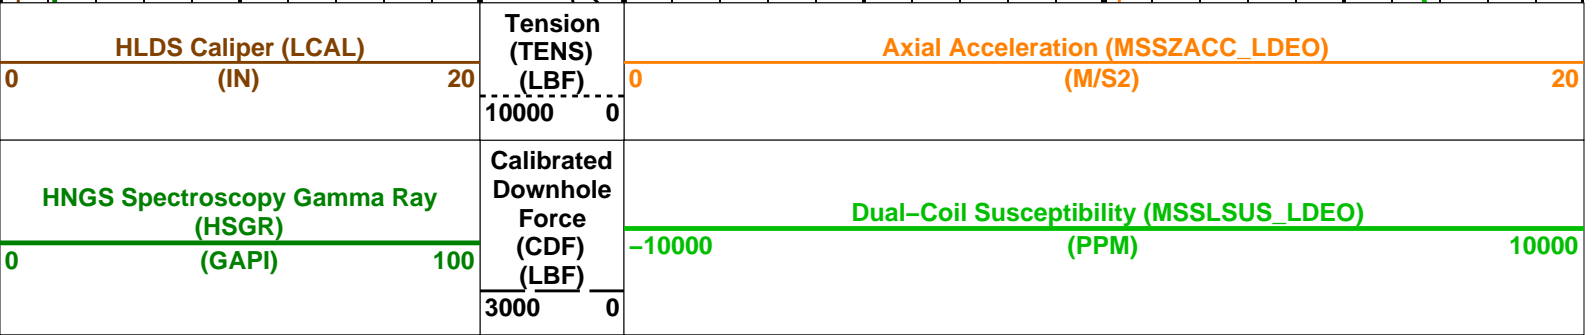 HLDS Caliper (LCAL)
0 (IN) 20
Tension
(TENS)
(LBF)
10000 0
Axial Acceleration (MSSZACC_LDEO)
0 (M/S2) 20
HNGS Spectroscopy Gamma Ray
(HSGR)
0 (GAPI) 100
Calibrated
Downhole
Force
(CDF)
(LBF)
3000 0
Dual−Coil Susceptibility (MSSLSUS_LDEO)
−10000 (PPM) 10000